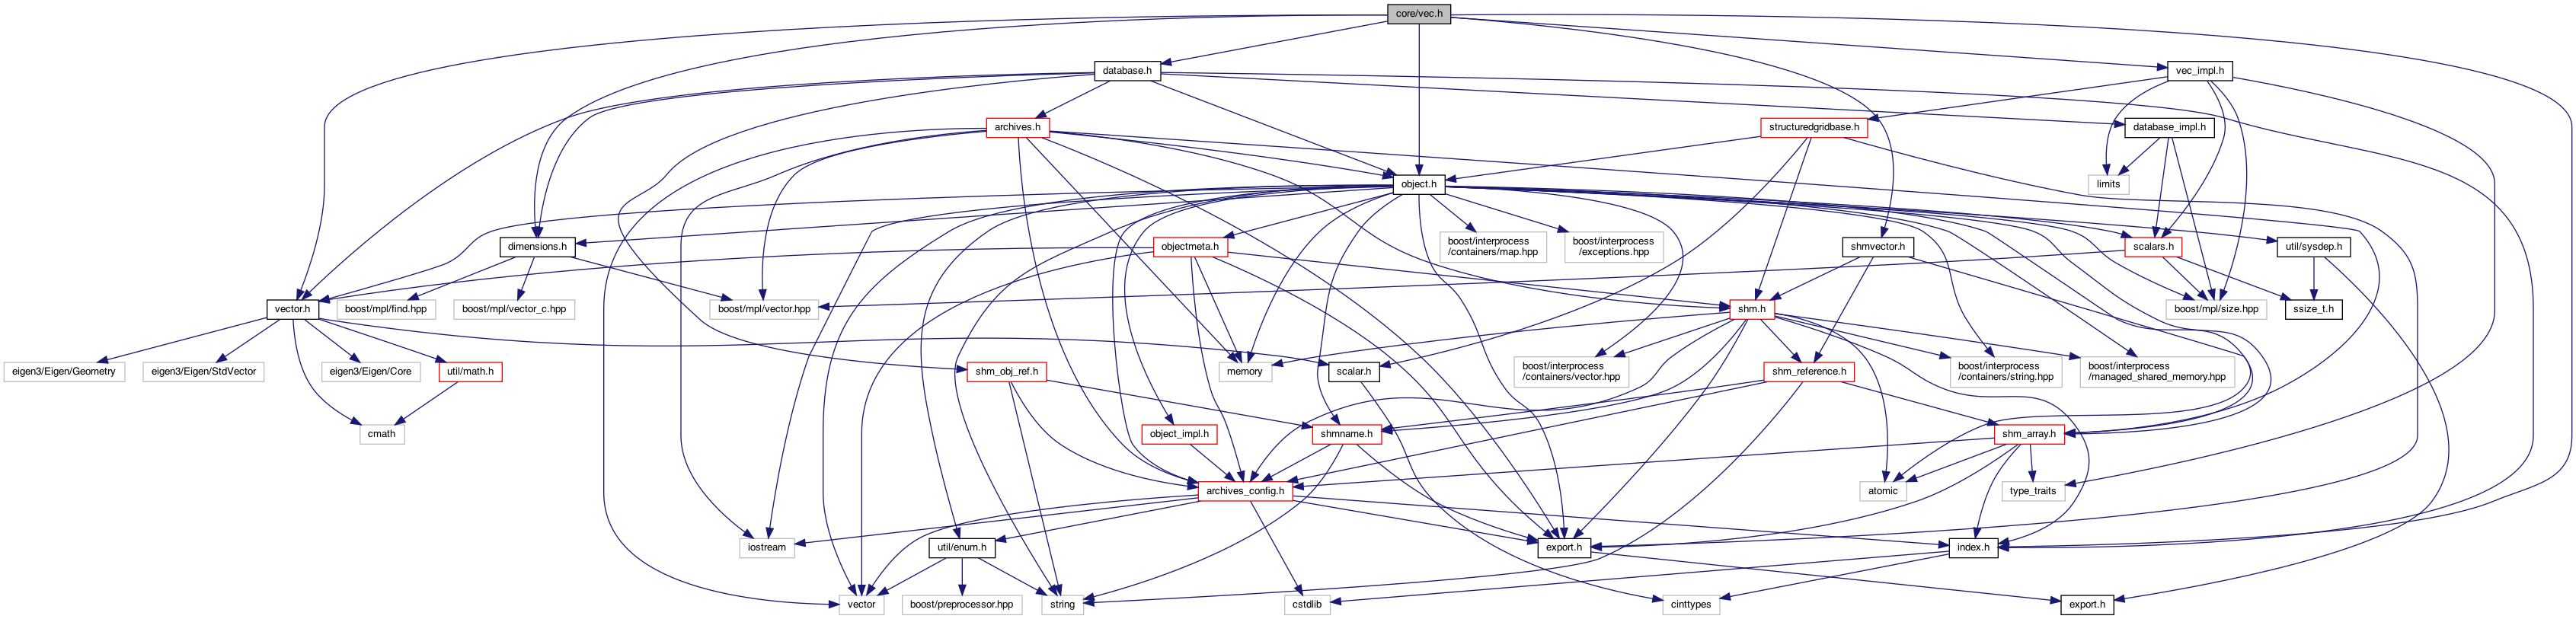 core/vec.h
database.h
vec_impl.h
archives.h
structuredgridbase.h
database_impl.h
object.h
limits
dimensions.h
objectmeta.h
boost/interprocess
/containers/map.hpp
boost/interprocess
/exceptions.hpp
shmvector.h
scalars.h
util/sysdep.h
vector.h
boost/mpl/find.hpp
boost/mpl/vector_c.hpp
boost/mpl/vector.hpp
shm.h
boost/mpl/size.hpp
ssize_t.h
eigen3/Eigen/Geometry
eigen3/Eigen/StdVector
eigen3/Eigen/Core
util/math.h
shm_obj_ref.h
memory
scalar.h
boost/interprocess
/containers/vector.hpp
shm_reference.h
boost/interprocess
/containers/string.hpp
boost/interprocess
/managed_shared_memory.hpp
cmath
object_impl.h
shmname.h
shm_array.h
archives_config.h
atomic
type_traits
iostream
util/enum.h
export.h
index.h
vector
boost/preprocessor.hpp
string
cstdlib
cinttypes
export.h